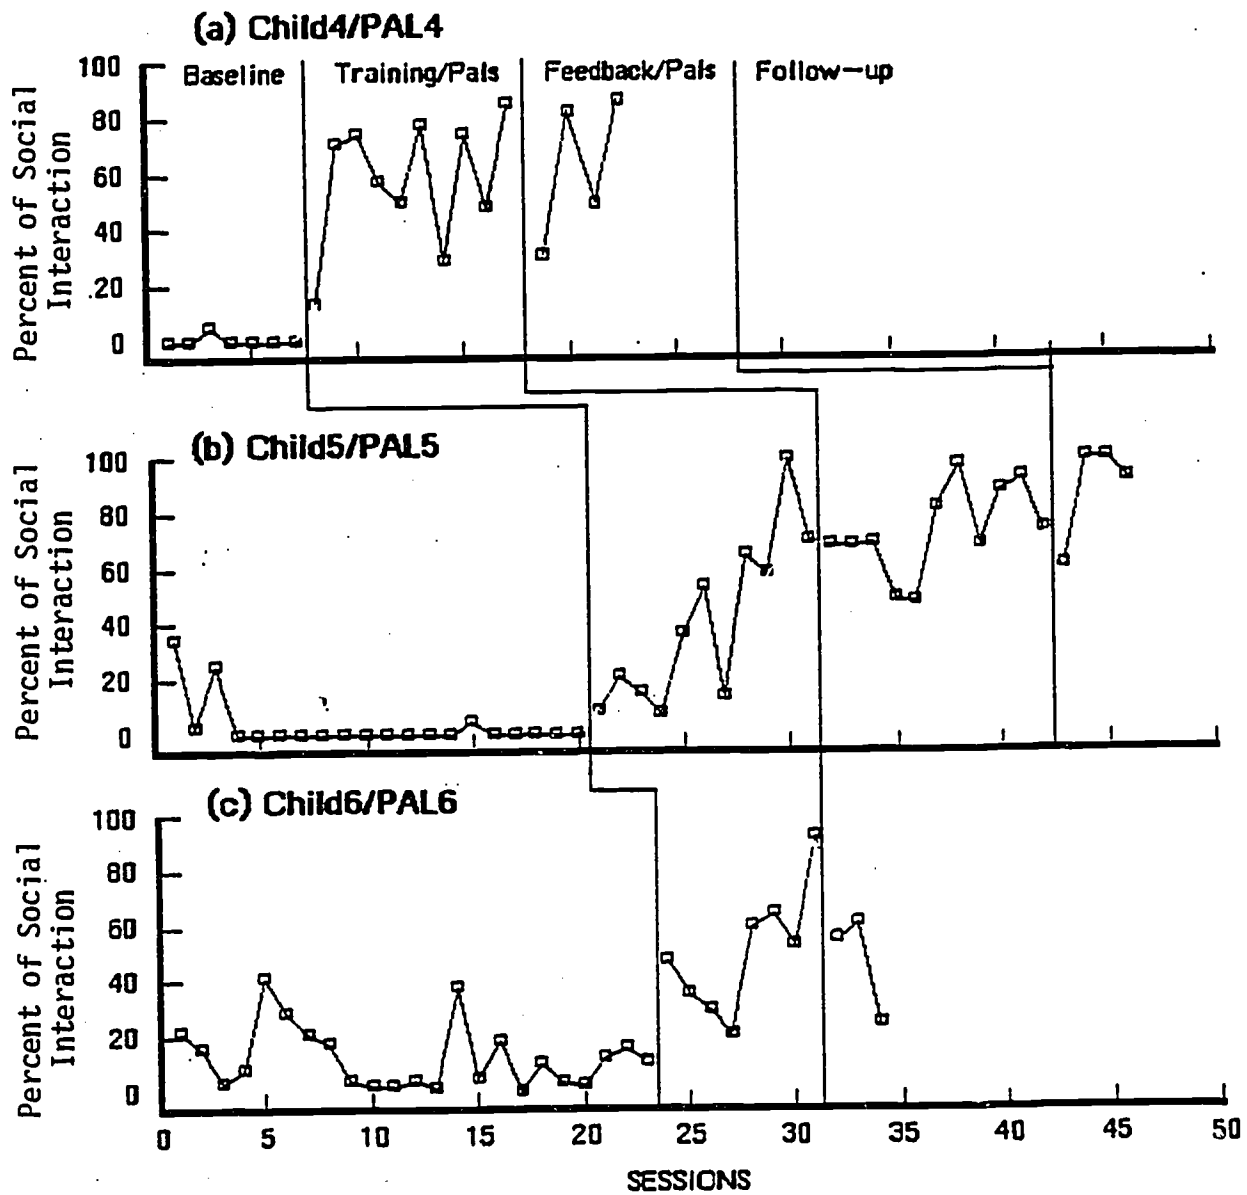 (a) Child4/PAL4
100 Baseline Training/Pals Feedback/Pals Follow-up
80
60
40
20
0
Percent of Social
Interaction
(b) Child5/PAL5
100
80
60
40
20
0
Percent of Social
Interaction
(c) Child6/PAL6
100
80
60
40
20
0
Percent of Social
Interaction
0 5 10 15 20 25 30 35 40 45 50
SESSIONS